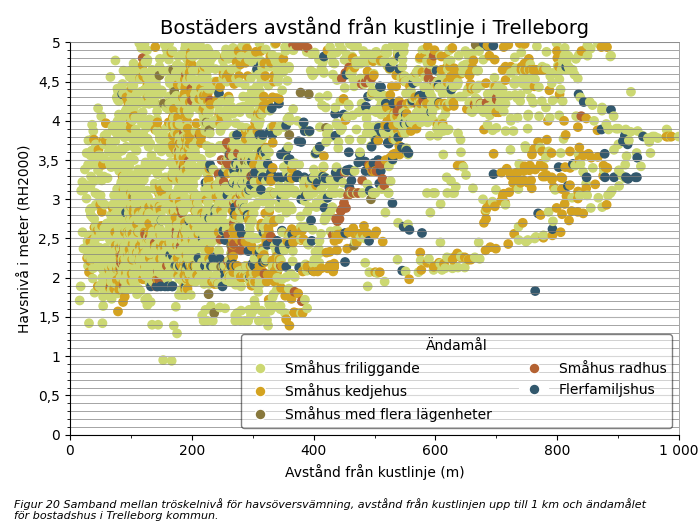 Bostäders avstånd från kustlinje i Trelleborg
5
4,5
4
3,5
3
2,5
2
1,5
1
0,5
0
Havsnivå i meter (RH2000)
0 200 400 600 800 1 000
Avstånd från kustlinje (m)
Ändamål
Småhus friliggande
Småhus kedjehus
Småhus med flera lägenheter
Småhus radhus
Flerfamiljshus
Figur 20 Samband mellan tröskelnivå för havsöversvämning, avstånd från kustlinjen upp till 1 km och ändamålet
för bostadshus i Trelleborg kommun.